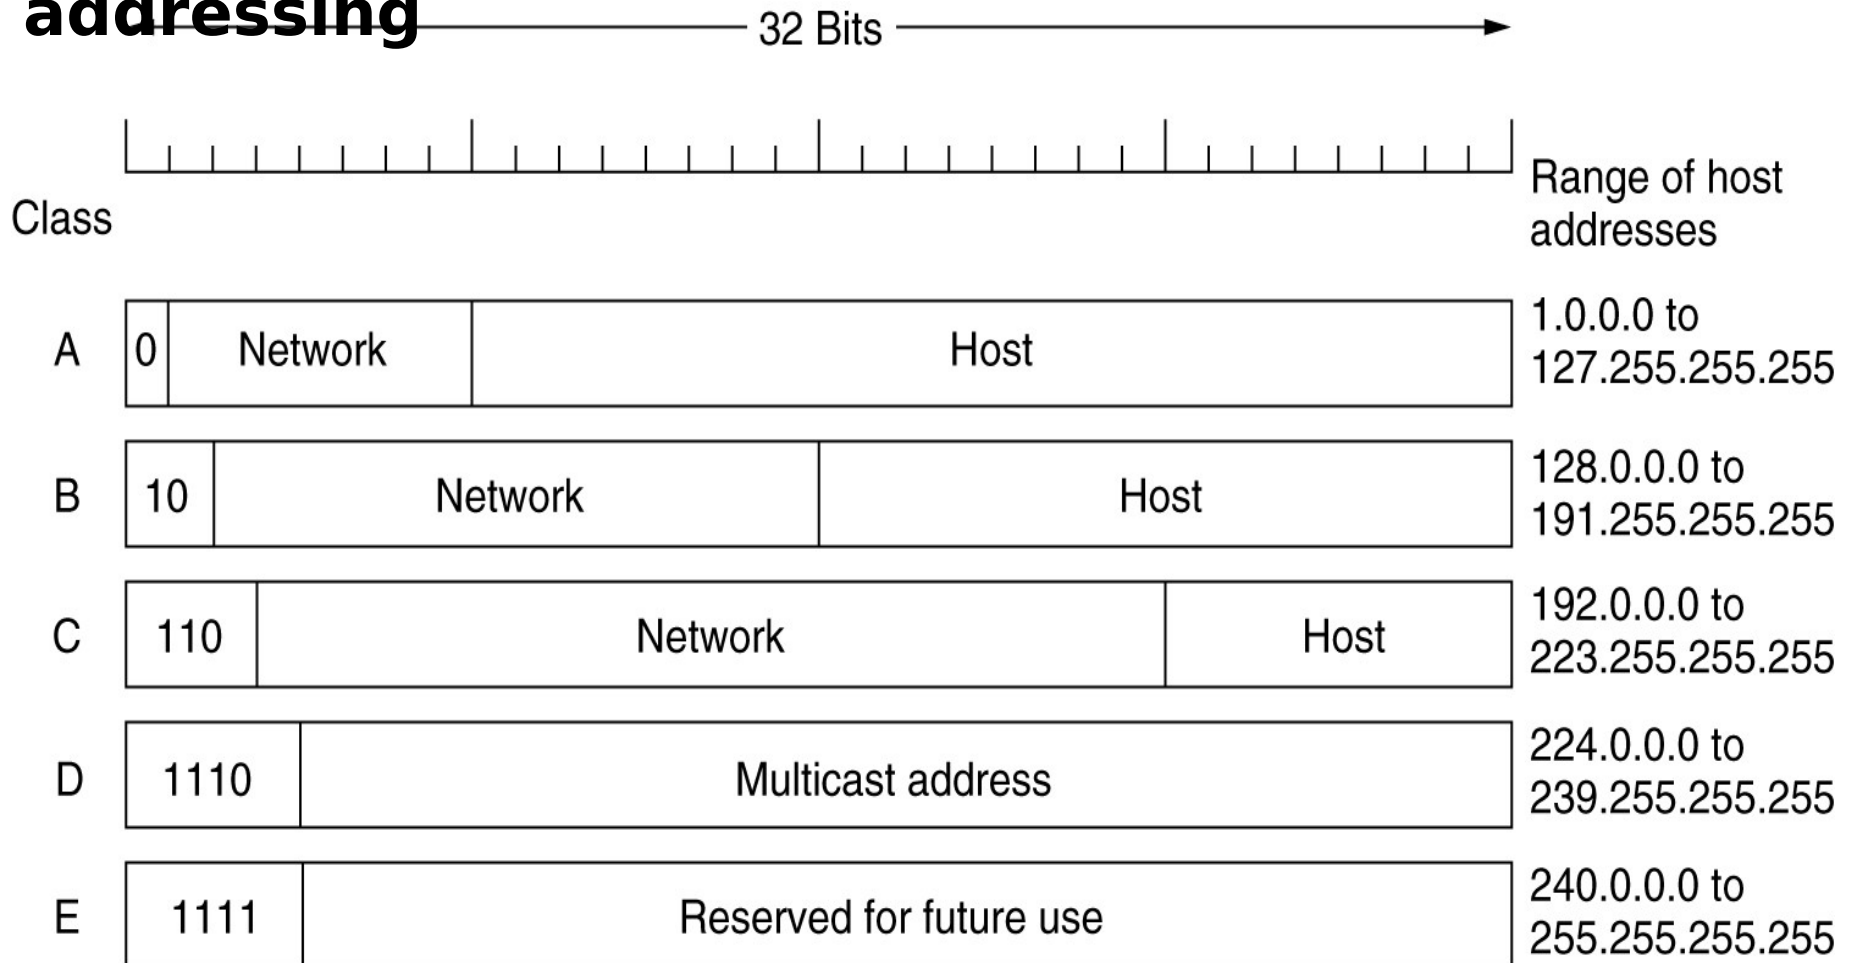 addressing
32 Bits
Range of host
addresses
Class
A 0 Network Host 1.0.0.0 to
127.255.255.255
B 10 Network Host 128.0.0.0 to
191.255.255.255
C 110 Network Host 192.0.0.0 to
223.255.255.255
D 1110 Multicast address 224.0.0.0 to
239.255.255.255
E 1111 Reserved for future use 240.0.0.0 to
255.255.255.255